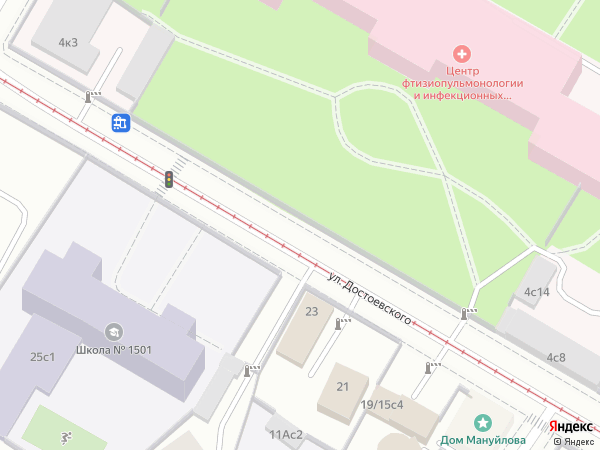 4к3
Центр
фтизиопульмонологии
и инфекционных...
ул. Достоевского
4с14
23
4с8
Школа № 1501
25с1
21
19/15с4
11Ас2
Дом Мануйлова
Яндекс
© Яндекс